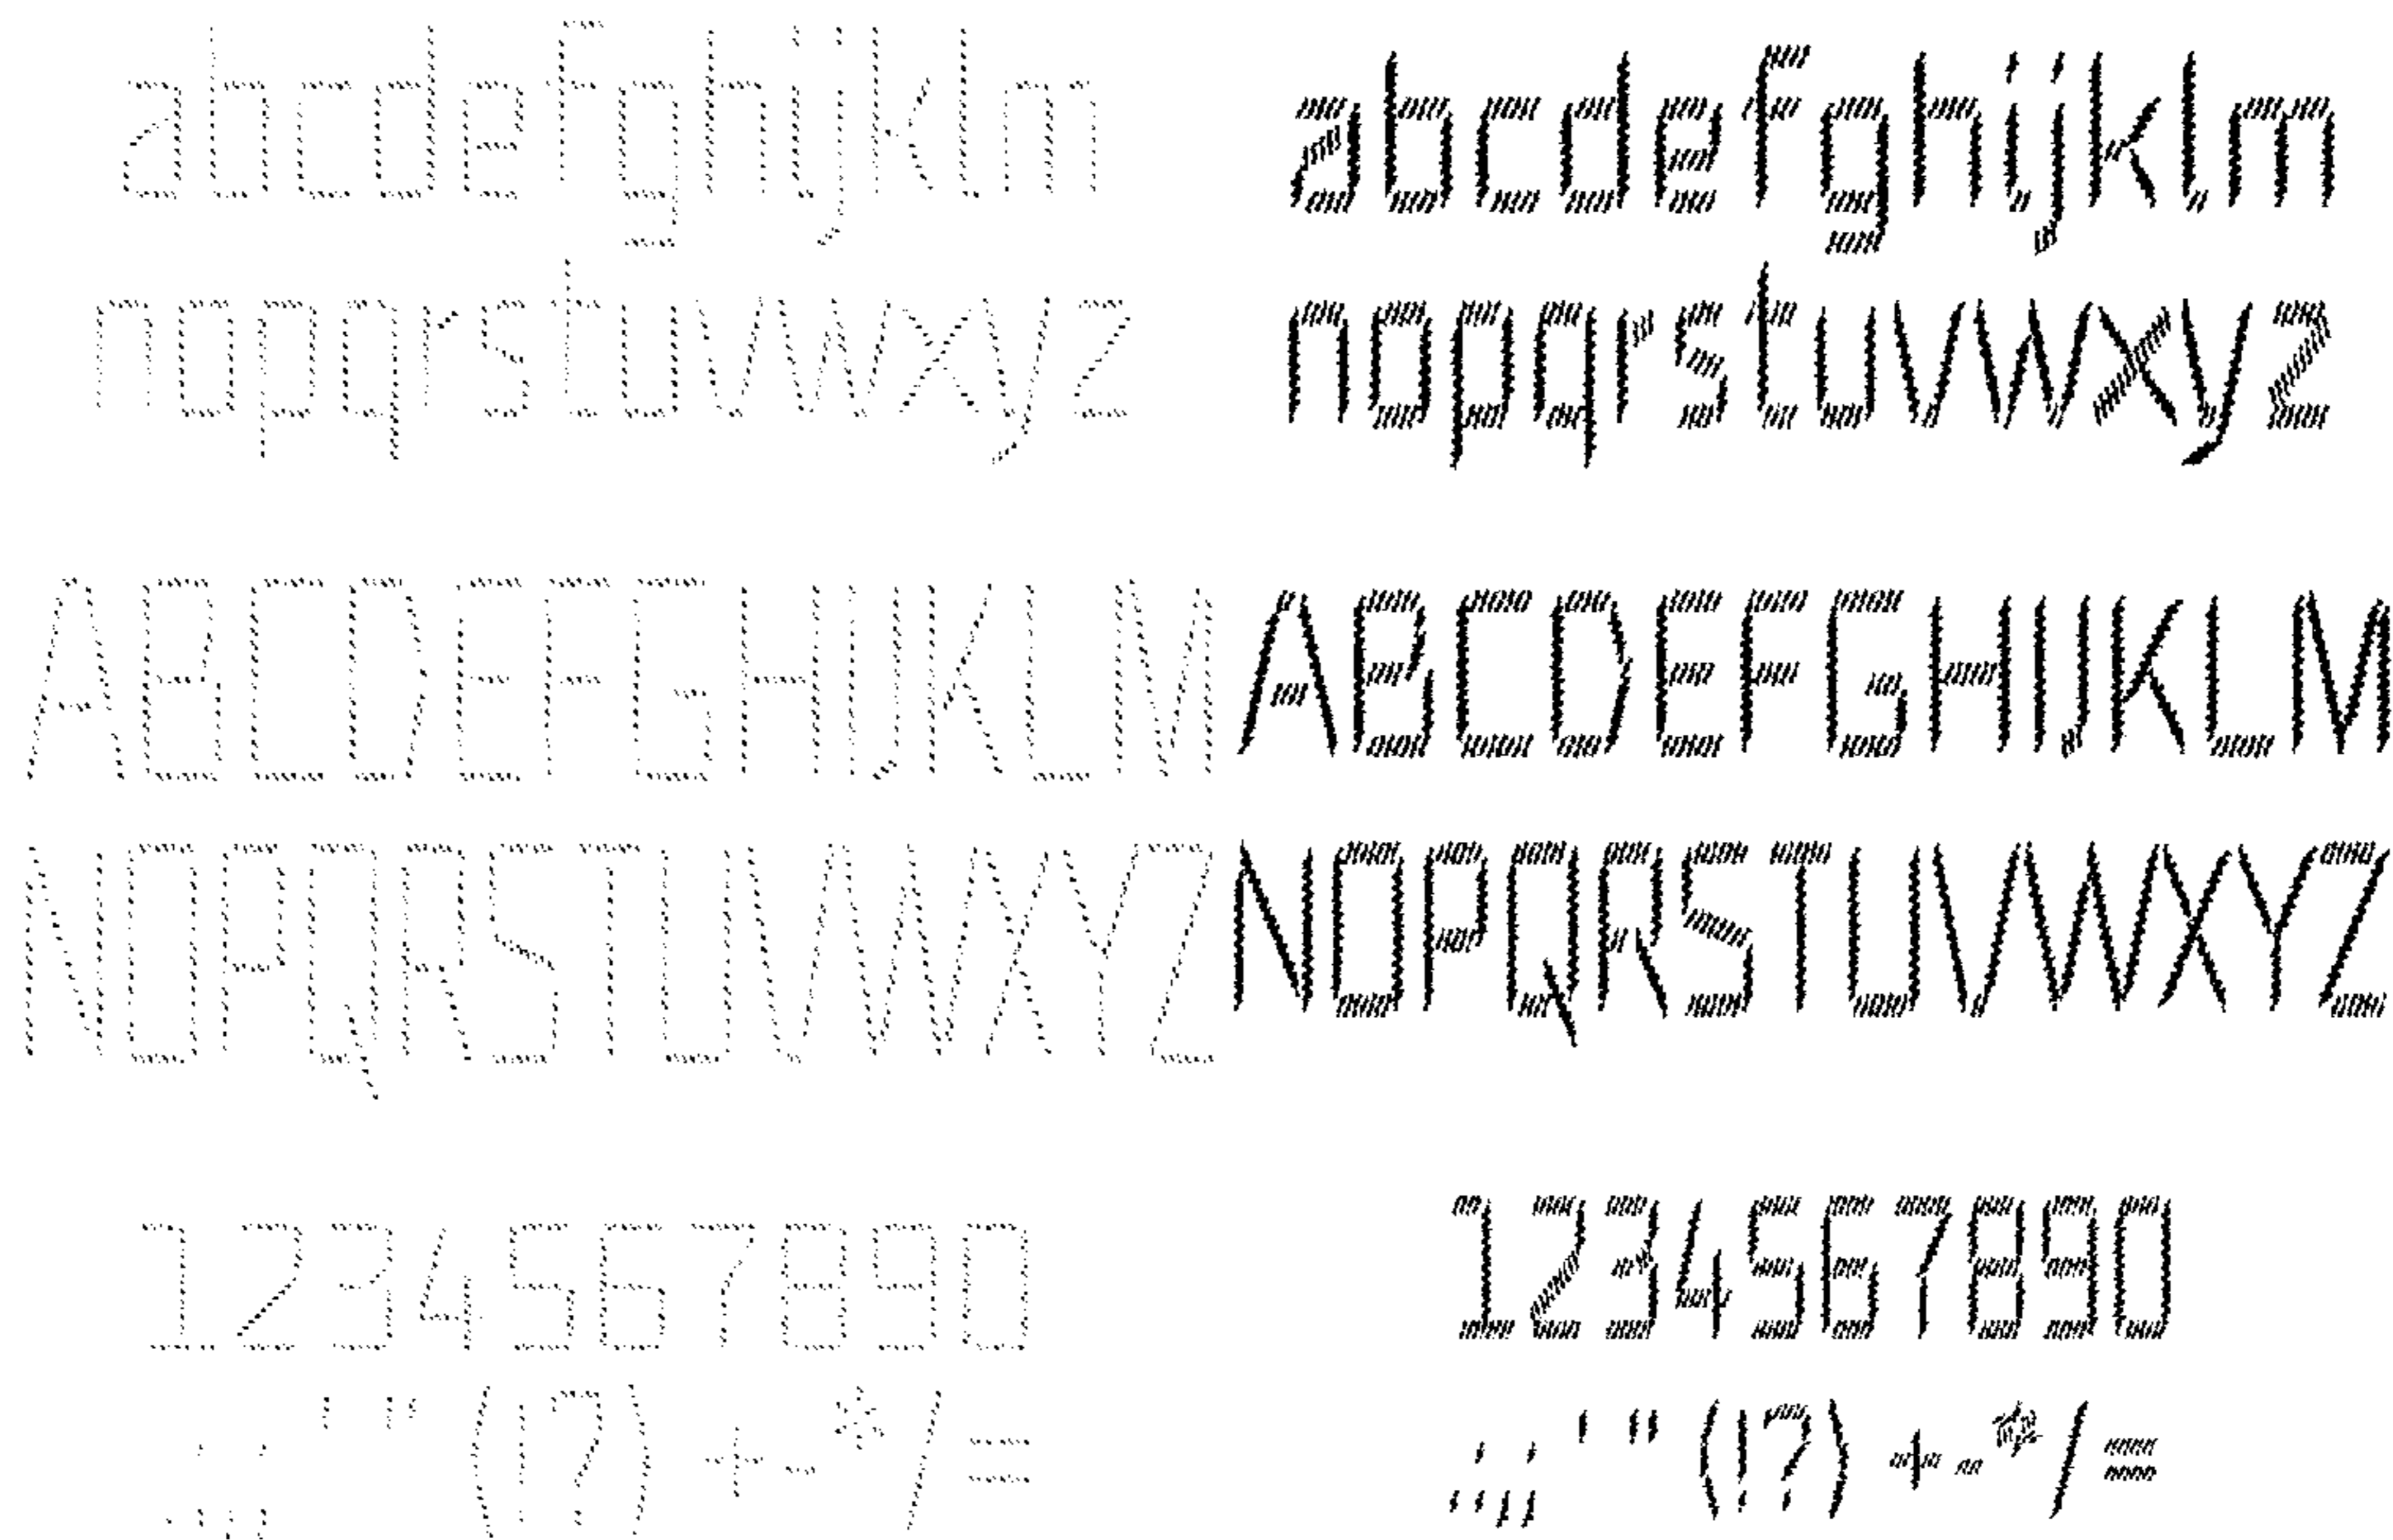 abcdefghijklm
nopqrstuvwxyz
ABCDEFGHIJKLM
NOPQRSTUVWXYZ
1234567890
.:,; ' " (!?) +-*/=
abcdefghijklm
nopqrstuvwxyz
ABCDEFGHIJKLM
NOPQRSTUVWXYZ
1234567890
.:,; ' " (!?) +-*/=